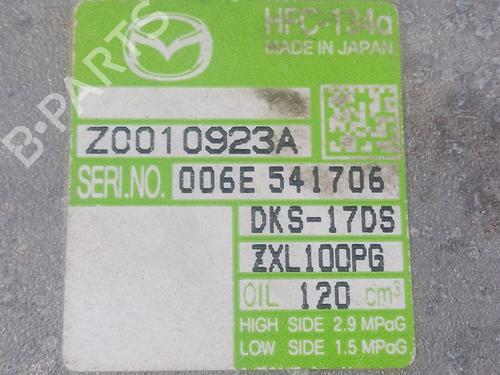 HFC-134a
MADE IN JAPAN
Z0010923A
SERI.NO. 006E 541706
DKS-17DS
ZXL100PG
OIL 120 cm³
HIGH SIDE 2.9 MPaG
LOW SIDE 1.5 MPaG
B-PARTS